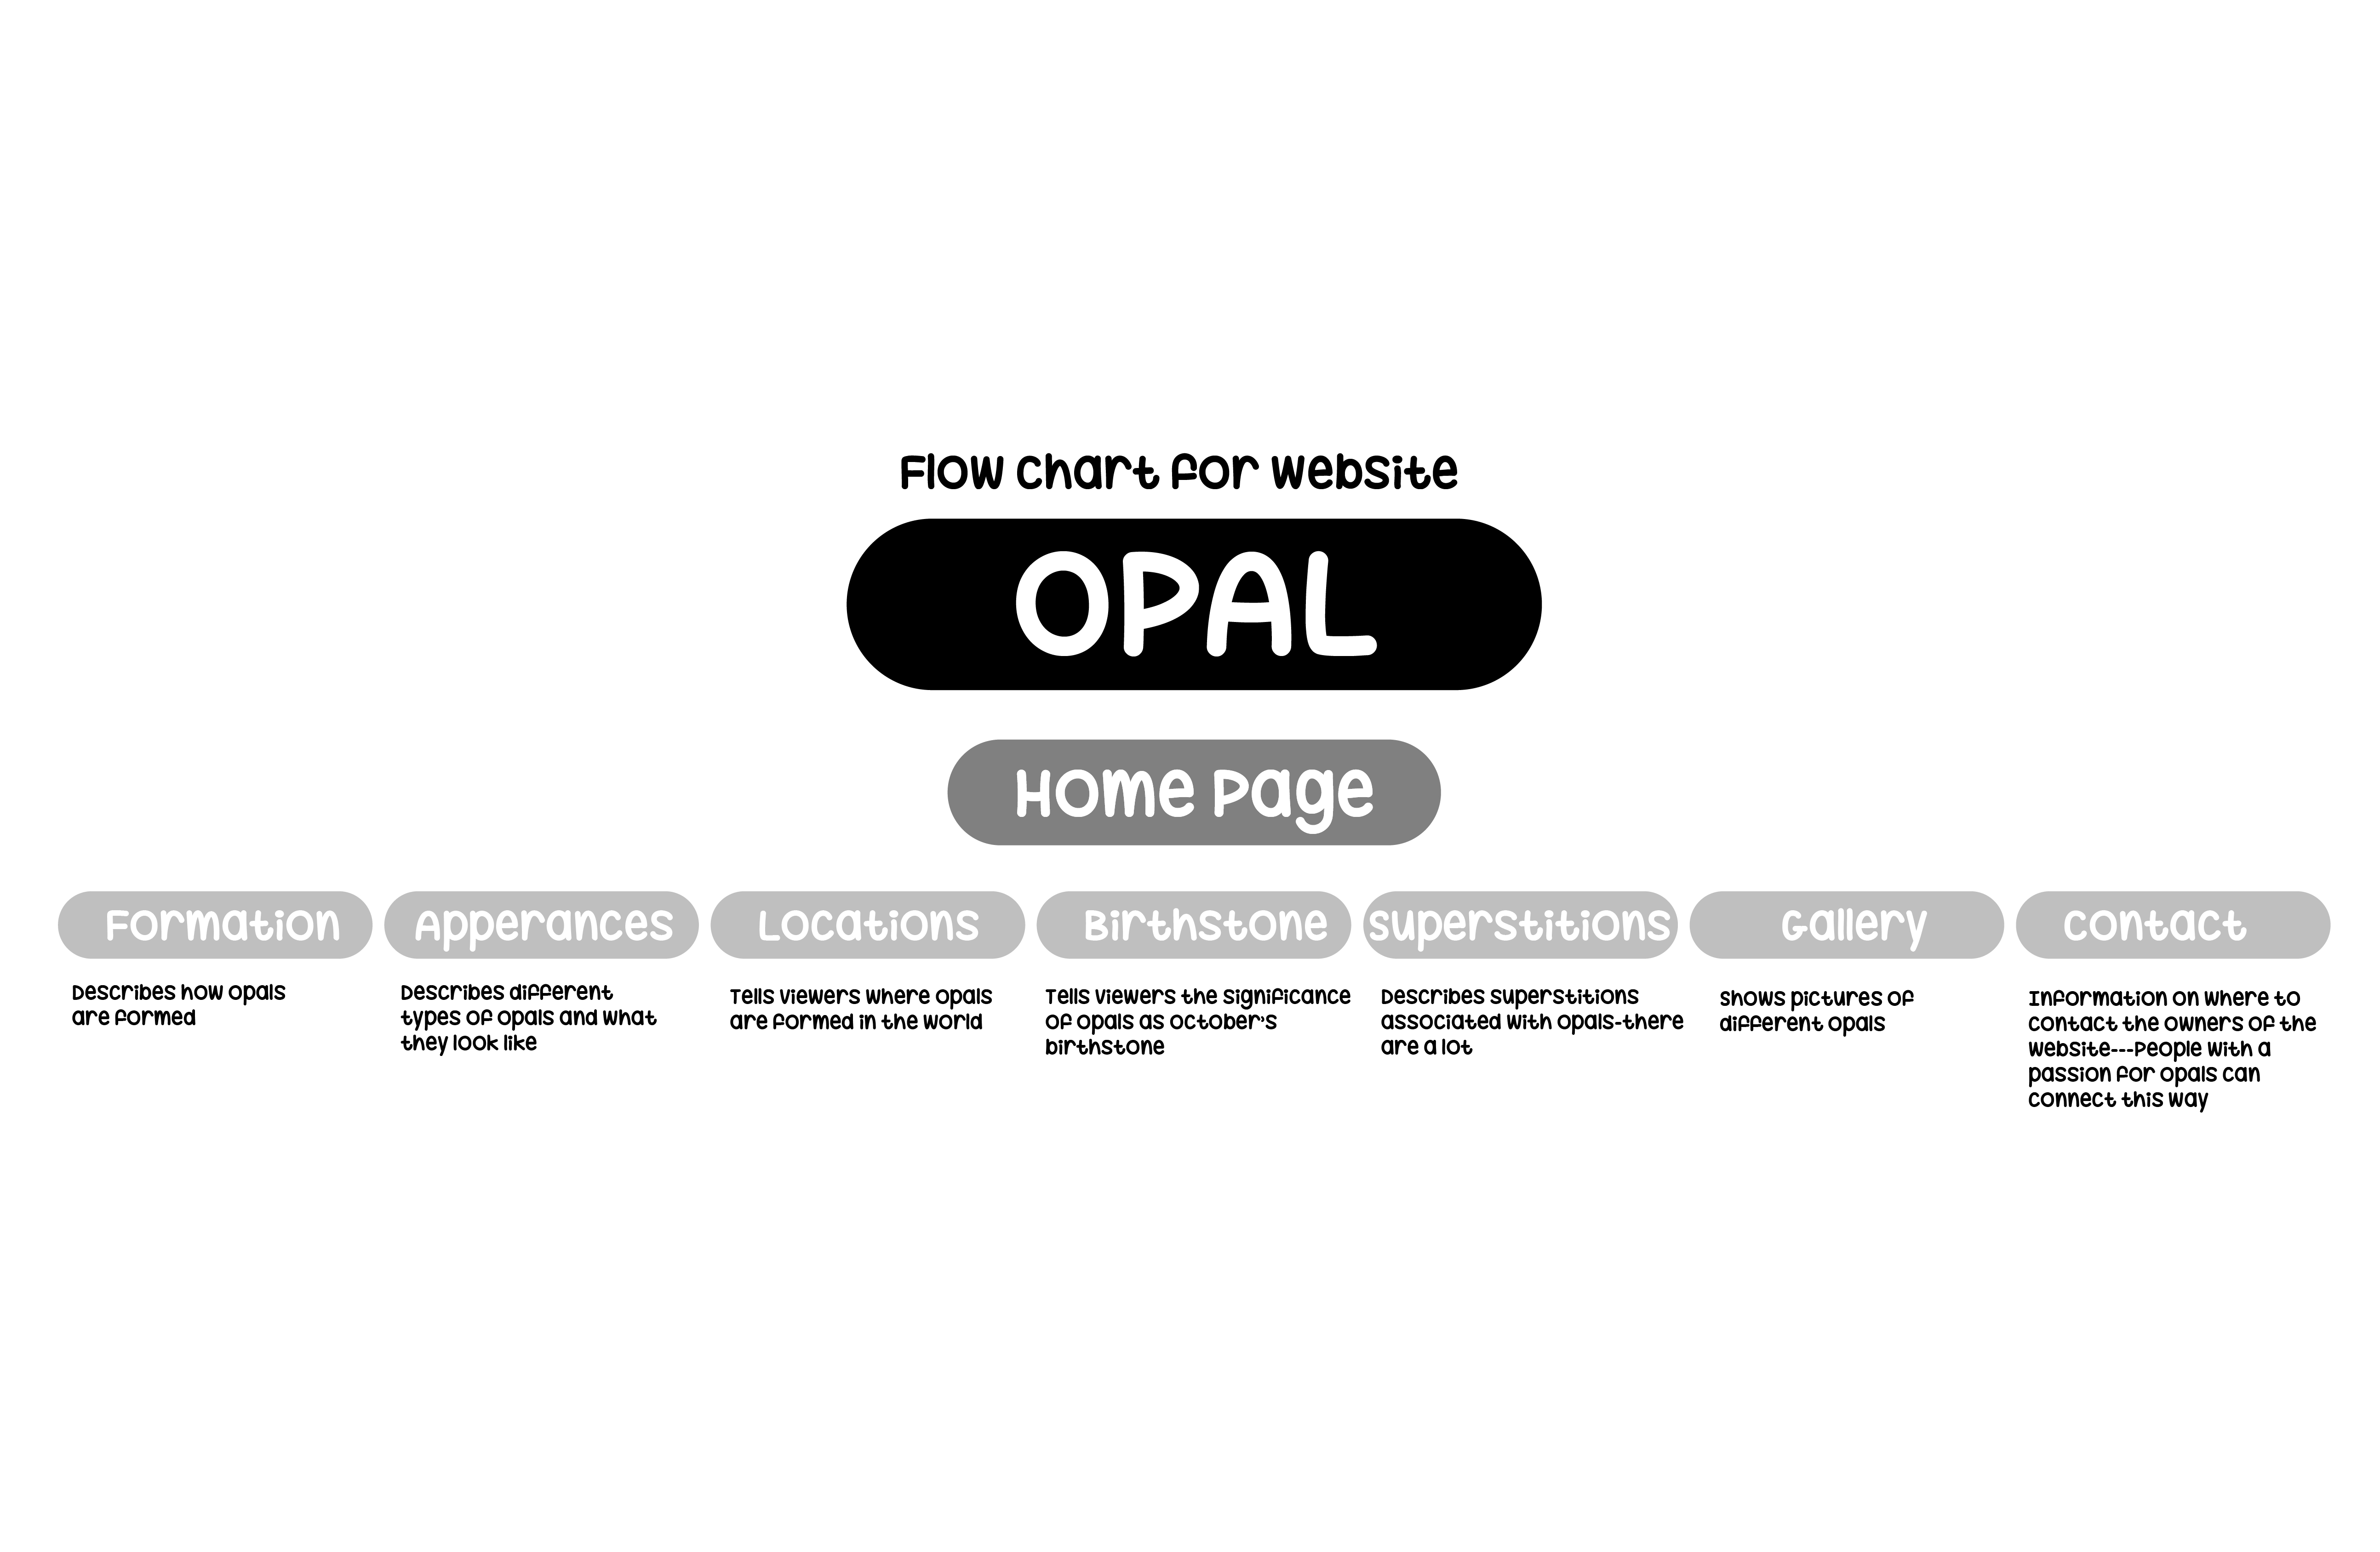 Flow chart for website
OPAL
Home Page
Formation
Apperances
Locations
Birthstone
Superstitions
Gallery
Contact
Describes how opals
are formed
Describes different
types of opals and what
they look like
Tells viewers where opals
are formed in the world
Tells viewers the significance
of opals as October's
birthstone
Describes superstitions
associated with opals-there
are a lot
Shows pictures of
different opals
Information on where to
contact the owners of the
website---People with a
passion for opals can
connect this way